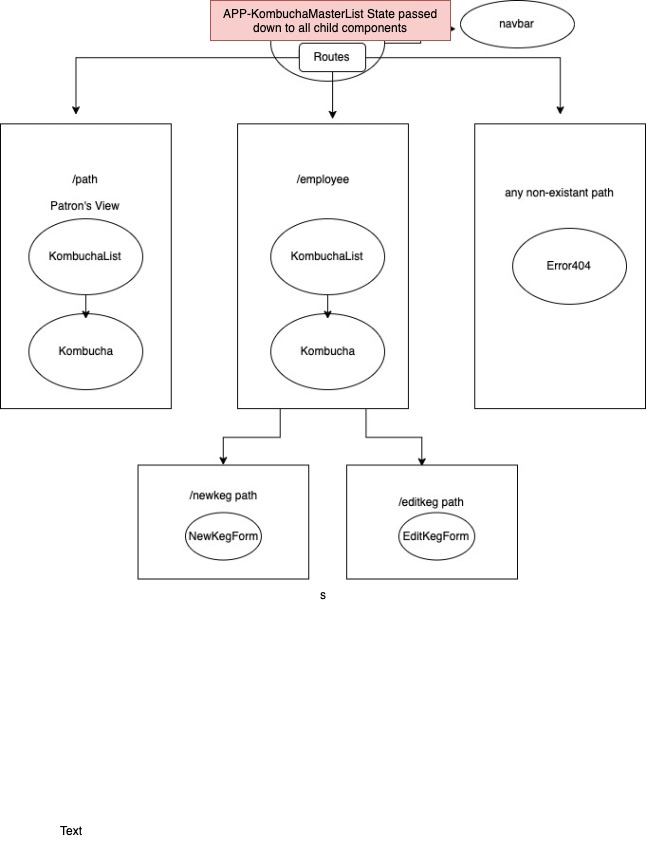 APP-KombuchaMasterList State passed
down to all child components
navbar
Routes
/path
Patron's View
KombuchaList
Kombucha
/employee
KombuchaList
Kombucha
any non-existant path
Error404
/newkeg path
NewKegForm
/editkeg path
EditKegForm
s
Text